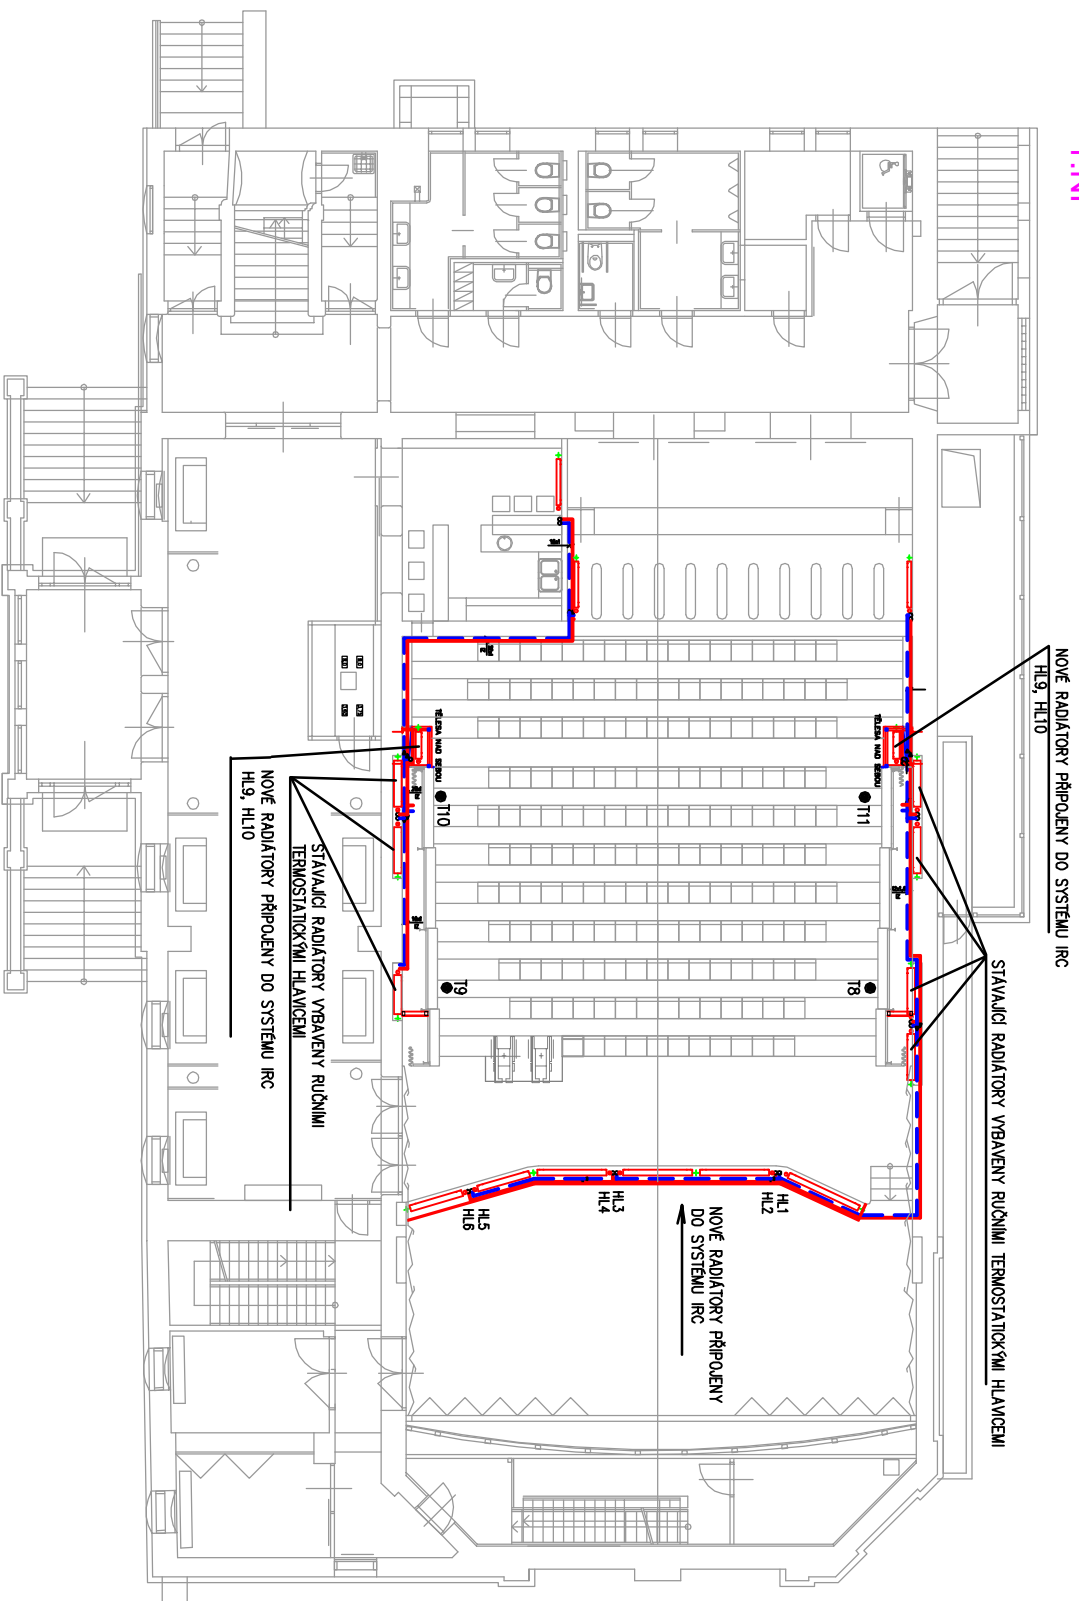 NOVÉ RADIÁTORY PŘIPOJENY DO SYSTÉMU IRC
HL9, HL10
STÁVAJÍCÍ RADIÁTORY VYBAVENY RUČNÍMI TERMOSTATICKÝMI HLAVICEMI
TĚLESA NAD SEBOU
T11
T8
TĚLESA NAD SEBOU
T10
T9
HL1
HL2
HL3
HL4
HL5
HL6
NOVÉ RADIÁTORY PŘIPOJENY
DO SYSTÉMU IRC
STÁVAJÍCÍ RADIÁTORY VYBAVENY RUČNÍMI
TERMOSTATICKÝMI HLAVICEMI
NOVÉ RADIÁTORY PŘIPOJENY DO SYSTÉMU IRC
HL9, HL10